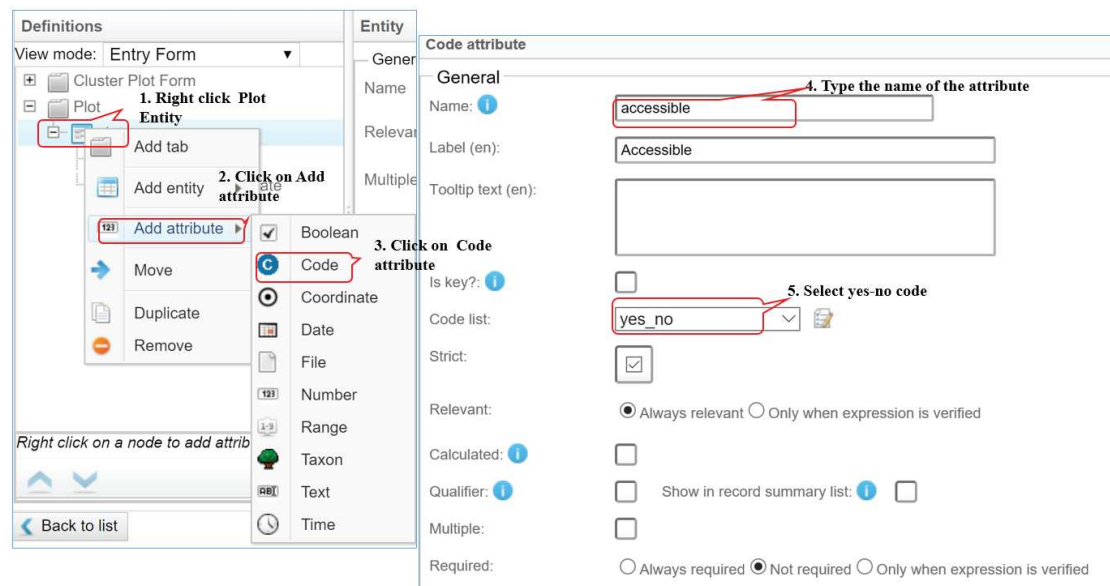 Definitions
View mode: Entry Form
Cluster Plot Form
Plot
1. Right click Plot
Entity
Add tab
Add entity
2. Click on Add
attribute
Add attribute
Move
Duplicate
Remove
Boolean
Code
3. Click on Code
attribute
Coordinate
Date
File
Number
Range
Taxon
Text
Time
Right click on a node to add attrib
Back to list
Entity
Gener
Name
Relevar
Multiple
Code attribute
General
4. Type the name of the attribute
Name: accessible
Label (en): Accessible
Tooltip text (en):
Is key?:
5. Select yes-no code
Code list: yes_no
Strict:
Relevant: Always relevant Only when expression is verified
Calculated:
Qualifier: Show in record summary list:
Multiple:
Required: Always required Not required Only when expression is verified